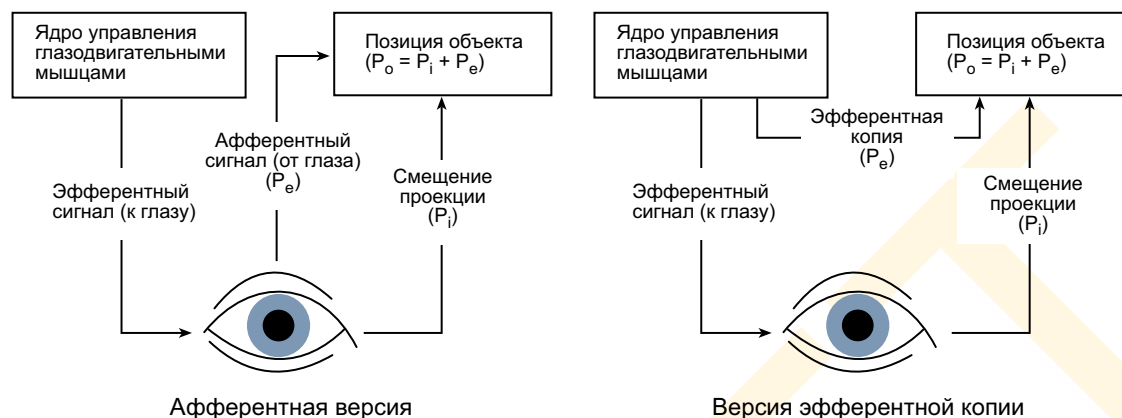 Ядро управления
глазодвигательными
мышцами
Позиция объекта
(Po = Pi + Pe)
Афферентный
сигнал (от глаза)
(Pe)
Эфферентный
сигнал (к глазу)
Смещение
проекции
(Pi)
Афферентная версия
Ядро управления
глазодвигательными
мышцами
Позиция объекта
(Po = Pi + Pe)
Эфферентная
копия
(Pe)
Эфферентный
сигнал (к глазу)
Смещение
проекции
(Pi)
Версия эфферентной копии